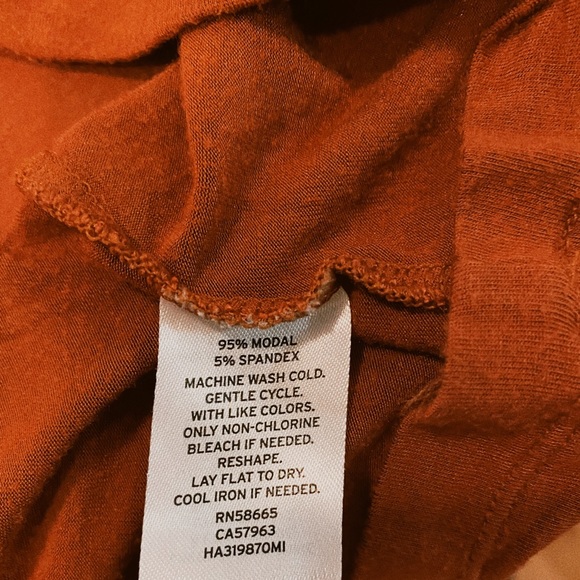 95% MODAL
5% SPANDEX
MACHINE WASH COLD.
GENTLE CYCLE.
WITH LIKE COLORS.
ONLY NON-CHLORINE
BLEACH IF NEEDED.
RESHAPE.
LAY FLAT TO DRY.
COOL IRON IF NEEDED.
RN58665
CA57963
HA319870MI